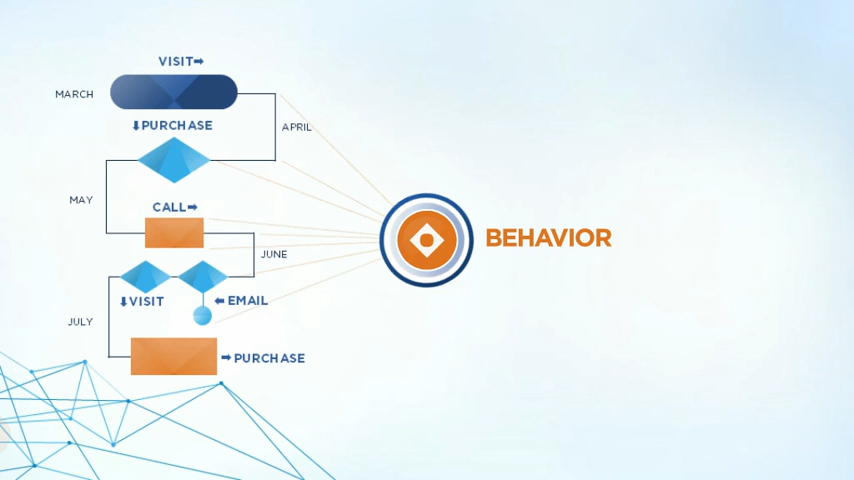 VISIT➡
MARCH
⬇PURCHASE
APRIL
MAY
CALL➡
BEHAVIOR
JUNE
⬇VISIT
⬅ EMAIL
JULY
➡PURCHASE